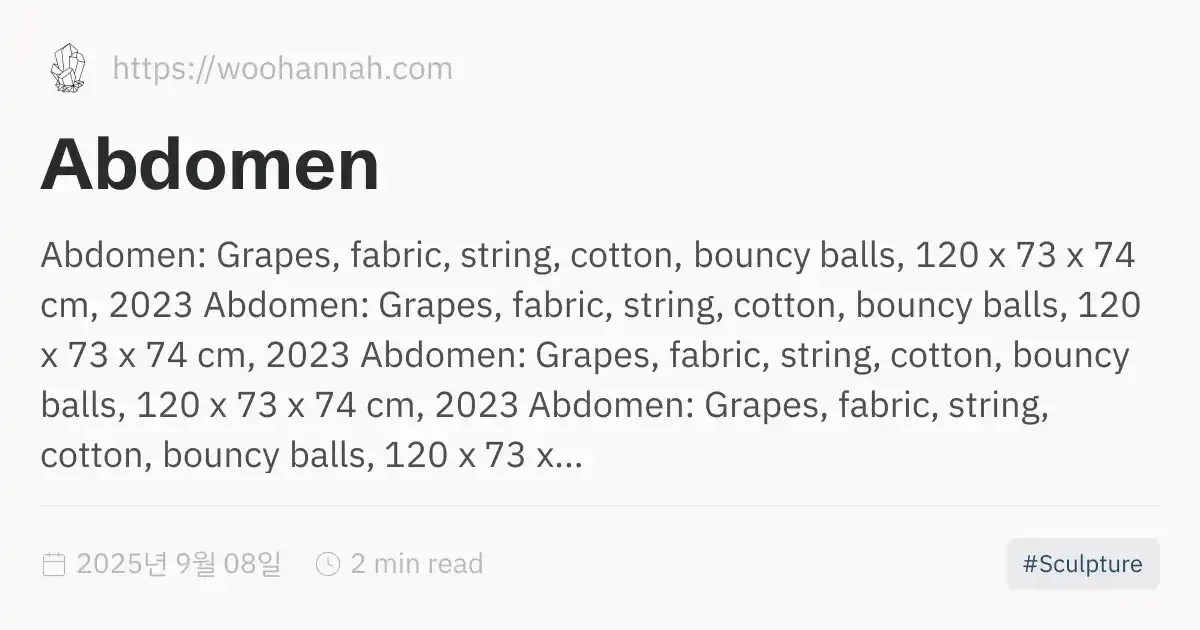 https://woohannah.com
Abdomen
Abdomen: Grapes, fabric, string, cotton, bouncy balls, 120 x 73 x 74
cm, 2023 Abdomen: Grapes, fabric, string, cotton, bouncy balls, 120
x 73 x 74 cm, 2023 Abdomen: Grapes, fabric, string, cotton, bouncy
balls, 120 x 73 x 74 cm, 2023 Abdomen: Grapes, fabric, string,
cotton, bouncy balls, 120 x 73 x...
2025년 9월 08일 2 min read #Sculpture